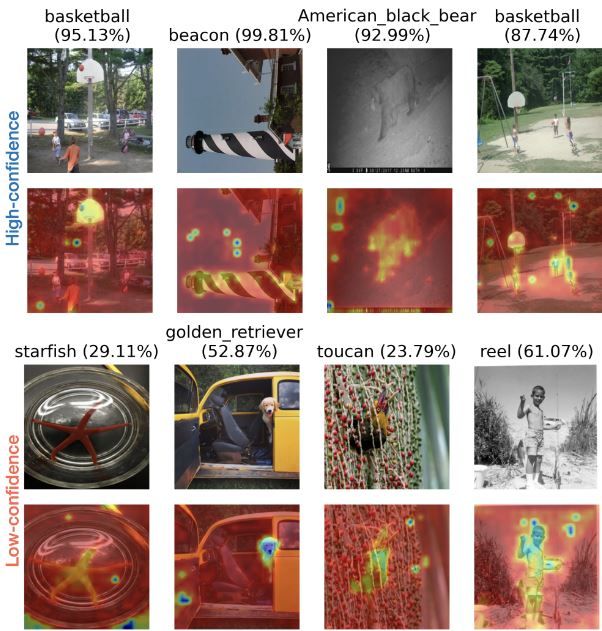 basketball
(95.13%)
beacon (99.81%)
American_black_bear
(92.99%)
basketball
(87.74%)
High-confidence
starfish (29.11%)
golden_retriever
(52.87%)
toucan (23.79%)
reel (61.07%)
Low-confidence